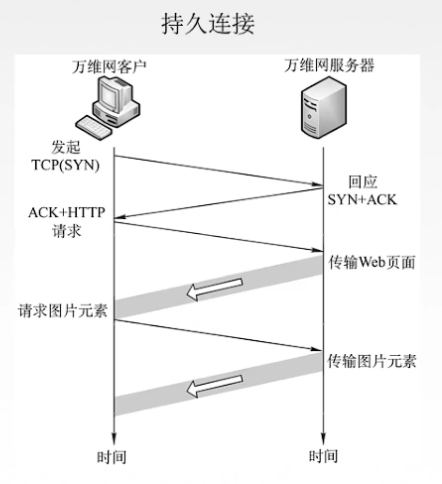 持久连接
万维网客户
万维网服务器
发起
TCP(SYN)
回应
SYN+ACK
ACK+HTTP
请求
传输Web页面
请求图片元素
传输图片元素
时间
时间